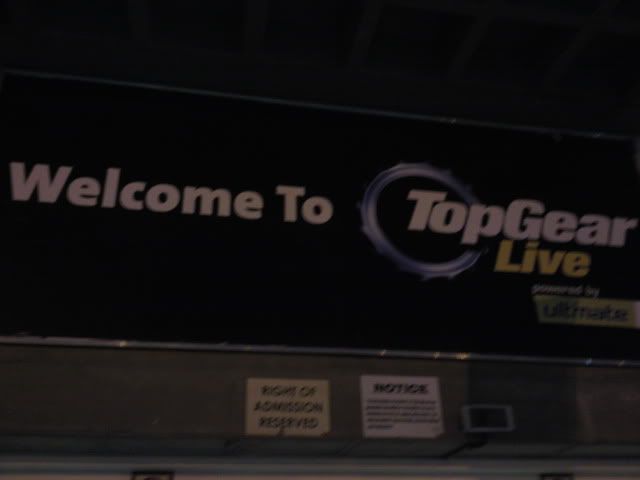 Welcome To
TopGear
Live
powered by
ultimate
RIGHT OF
ADMISSION
RESERVED
NOTICE